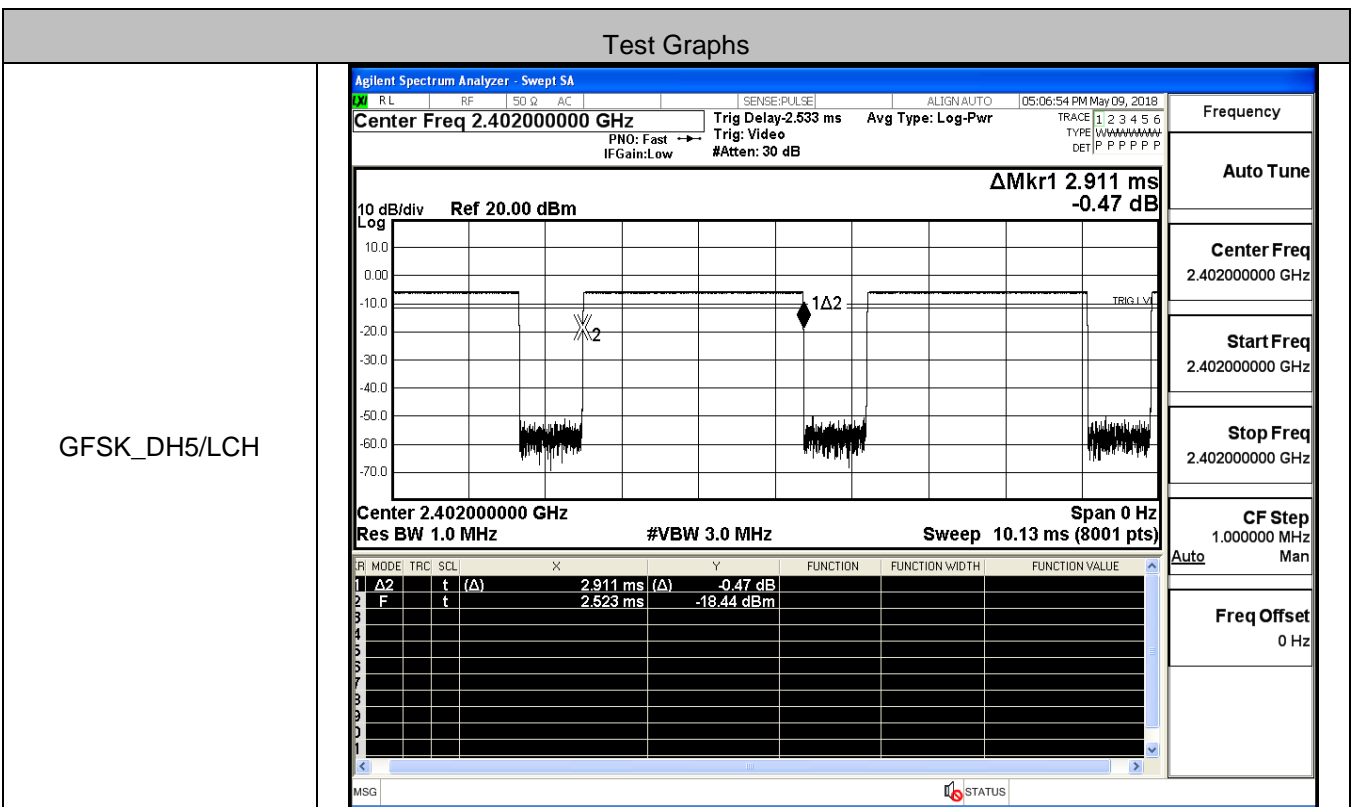 Test Graphs
GFSK_DH5/LCH
Agilent Spectrum Analyzer - Swept SA
LXI RL RF 50 Ω AC SENSE:PULSE ALIGN AUTO 05:06:54 PM May 09, 2018
Center Freq 2.402000000 GHz
PNO: Fast
IFGain:Low
Trig Delay-2.533 ms
Trig: Video
#Atten: 30 dB
Avg Type: Log-Pwr
TRACE 1 2 3 4 5 6
TYPE
DET P P P P P P
ΔMkr1 2.911 ms
-0.47 dB
10 dB/div Ref 20.00 dBm
Log
10.0
0.00
-10.0
-20.0
-30.0
-40.0
-50.0
-60.0
-70.0
2
1Δ2
TRIG LVL
Center 2.402000000 GHz Span 0 Hz
Res BW 1.0 MHz #VBW 3.0 MHz Sweep 10.13 ms (8001 pts)
MODE TRC SCL X Y FUNCTION FUNCTION WIDTH FUNCTION VALUE
1 Δ2 t (Δ) 2.911 ms (Δ) -0.47 dB
2 F t 2.523 ms -18.44 dBm
3
4
5
6
7
8
9
MSG STATUS
Frequency
Auto Tune
Center Freq
2.402000000 GHz
Start Freq
2.402000000 GHz
Stop Freq
2.402000000 GHz
CF Step
1.000000 MHz
Auto Man
Freq Offset
0 Hz